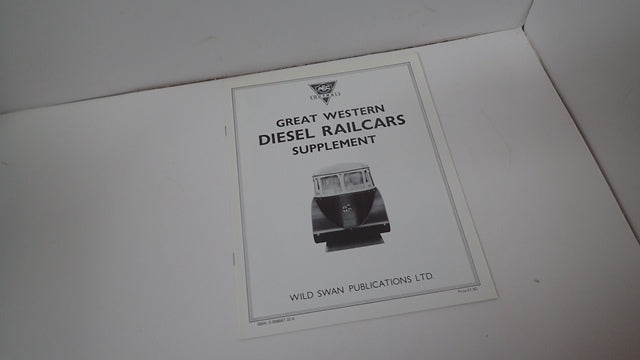 GREAT WESTERN
DIESEL RAILCARS
SUPPLEMENT
WILD SWAN PUBLICATIONS LTD.